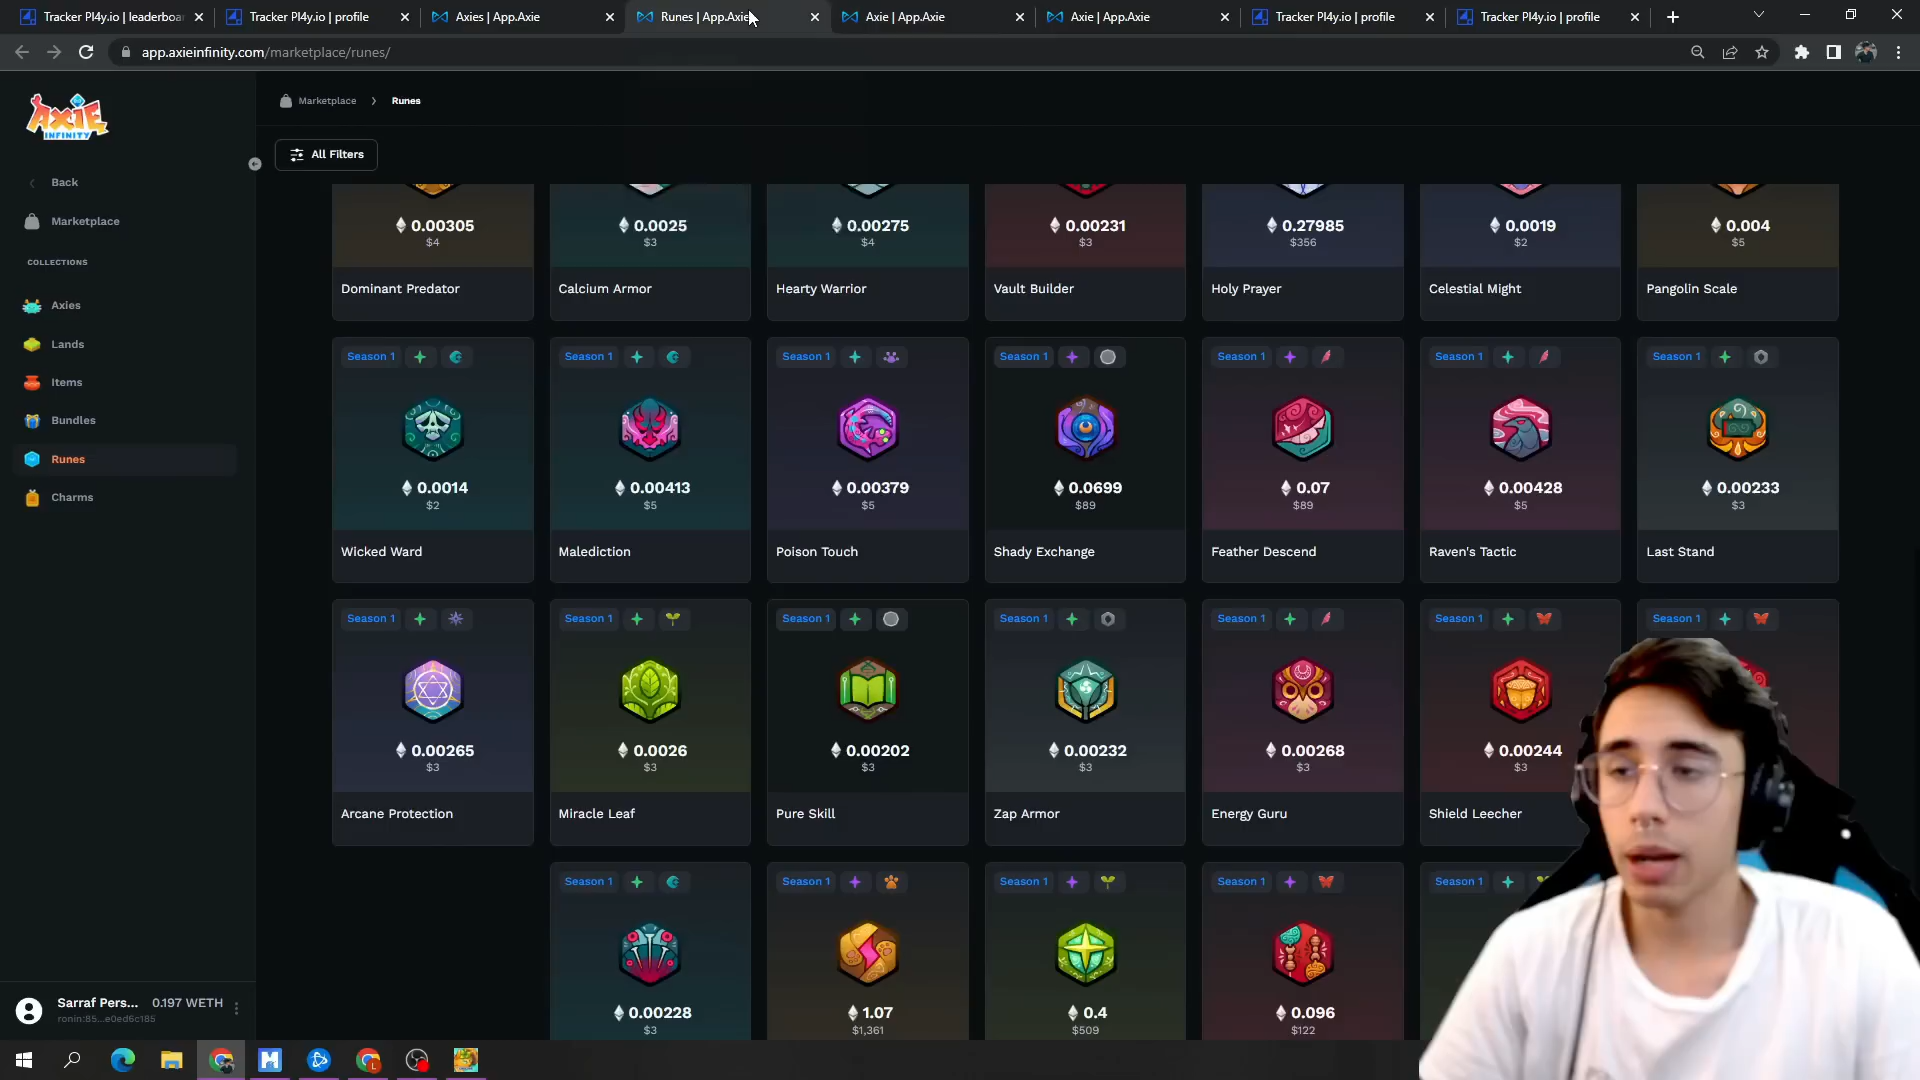 Tracker Pl4y.io | leaderboar
Tracker Pl4y.io | profile
Axies | App.Axie
Runes | App.Axie
Axie | App.Axie
Axie | App.Axie
Tracker Pl4y.io | profile
Tracker Pl4y.io | profile
app.axieinfinity.com/marketplace/runes/
AXIE
INFINITY
Marketplace
Runes
All Filters
Back
Marketplace
COLLECTIONS
Axies
Lands
Items
Bundles
Runes
Charms
0.00305 0.0025 0.00275 0.00231 0.27985 0.0019 0.004
$4 $3 $4 $3 $356 $2 $5
Dominant Predator Calcium Armor Hearty Warrior Vault Builder Holy Prayer Celestial Might Pangolin Scale
Season 1 Season 1 Season 1 Season 1 Season 1 Season 1 Season 1
0.0014 0.00413 0.00379 0.0699 0.07 0.00428 0.00233
$2 $5 $5 $89 $89 $5 $3
Wicked Ward Malediction Poison Touch Shady Exchange Feather Descend Raven's Tactic Last Stand
Season 1 Season 1 Season 1 Season 1 Season 1 Season 1 Season 1
0.00265 0.0026 0.00202 0.00232 0.00268 0.00244
$3 $3 $3 $3 $3 $3
Arcane Protection Miracle Leaf Pure Skill Zap Armor Energy Guru Shield Leecher
Season 1 Season 1 Season 1 Season 1 Season 1
0.00228 1.07 0.4 0.096
$3 $1,361 $509 $122
Sarraf Pers... 0.197 WETH